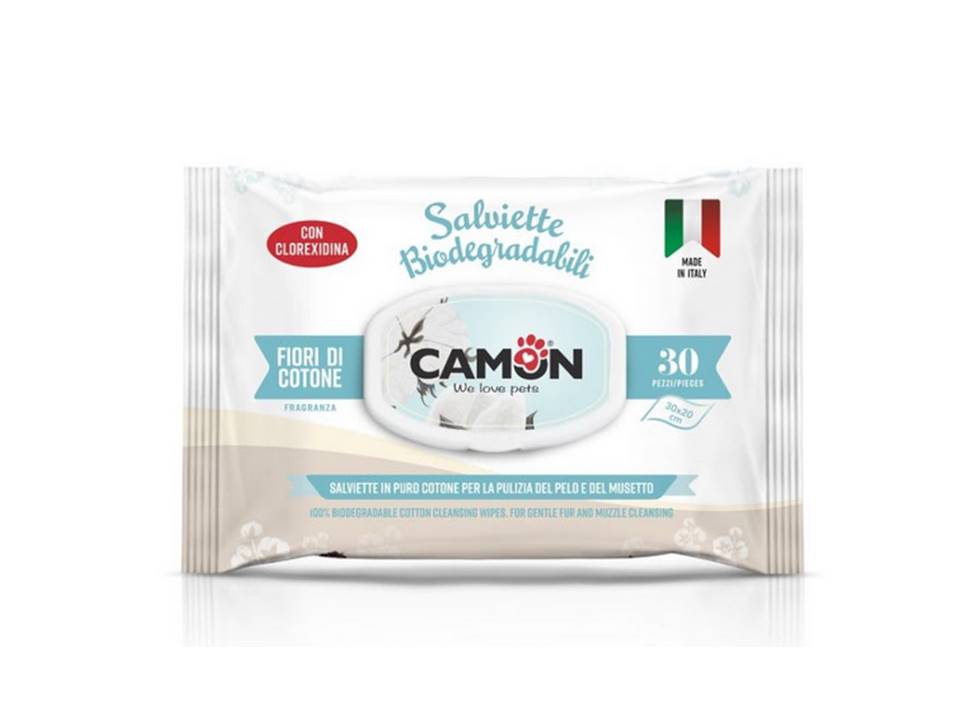 CON
CLOREXIDINA
Salviette
Biodegradabili
MADE
IN ITALY
FIORI DI
COTONE
FRAGRANZA
CAMON®
We love pets
30
PEZZI/PIECES
30x20
cm
SALVIETTE IN PURO COTONE PER LA PULIZIA DEL PELO E DEL MUSETTO
100% BIODEGRADABLE COTTON CLEANSING WIPES. FOR GENTLE FUR AND MUZZLE CLEANSING